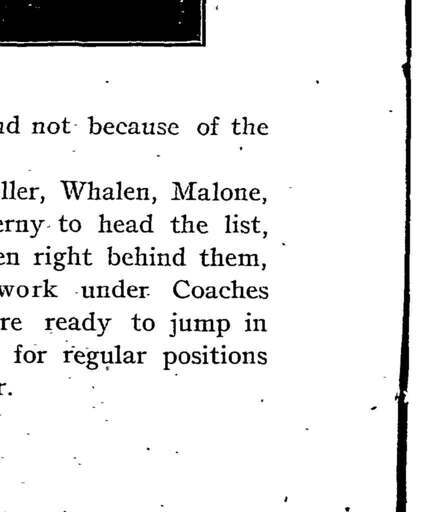 nd not because of the
ller, Whalen, Malone,
erny to head the list,
en right behind them,
work under Coaches
re ready to jump in
for regular positions
r.